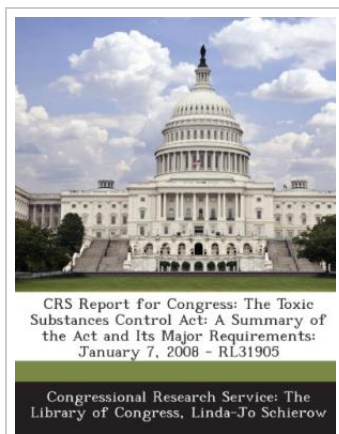 CRS Report for Congress: The Toxic
Substances Control Act: A Summary of
the Act and Its Major Requirements:
January 7, 2008 - RL31905
Congressional Research Service: The
Library of Congress, Linda-Jo Schierow